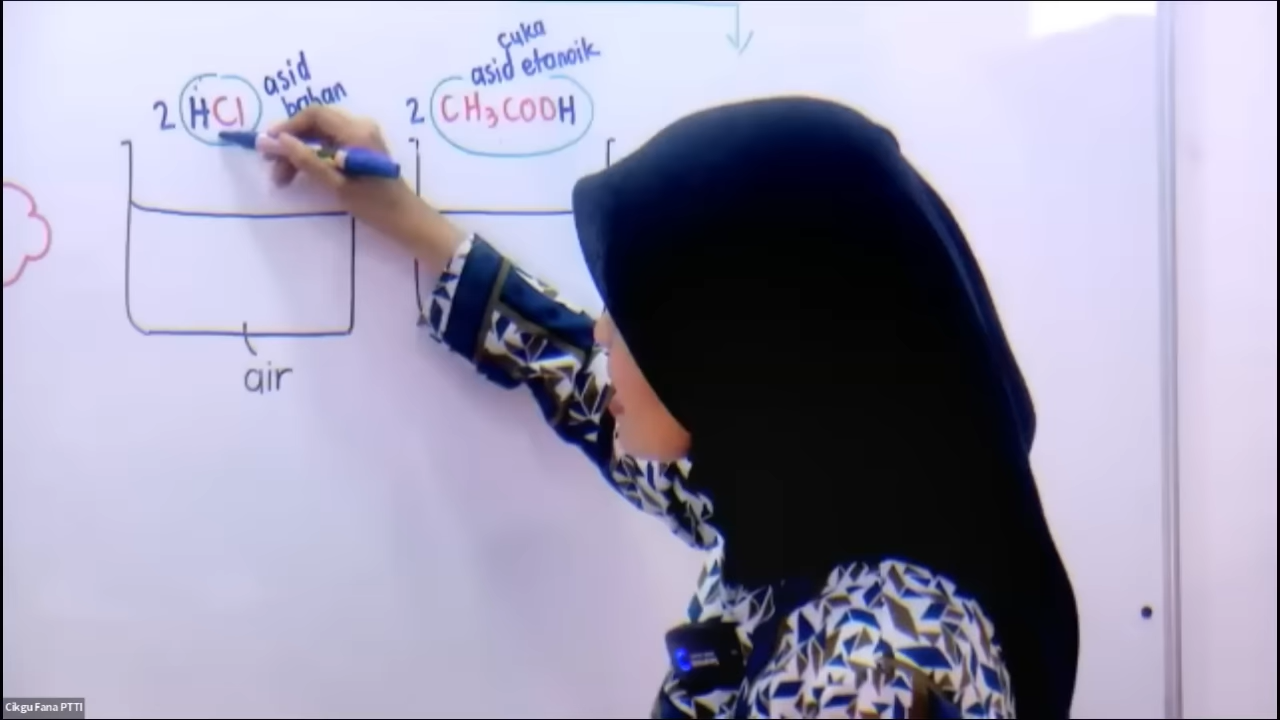 cuka
asid asid etanoik
bahan
2 HCl 2 CH₃COOH
air
Cikgu Fana PTTI